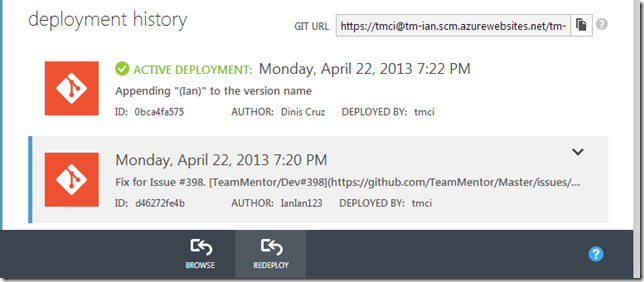 deployment history
GIT URL https://tmci@tm-ian.scm.azurewebsites.net/tm-
ACTIVE DEPLOYMENT: Monday, April 22, 2013 7:22 PM
Appending "(Ian)" to the version name
ID: 0bca4fa575 AUTHOR: Dinis Cruz DEPLOYED BY: tmci
Monday, April 22, 2013 7:20 PM
Fix for Issue #398. [TeamMentor/Dev#398](https://github.com/TeamMentor/Master/issues/...
ID: d46272fe4b AUTHOR: IanIan123 DEPLOYED BY: tmci
BROWSE REDEPLOY